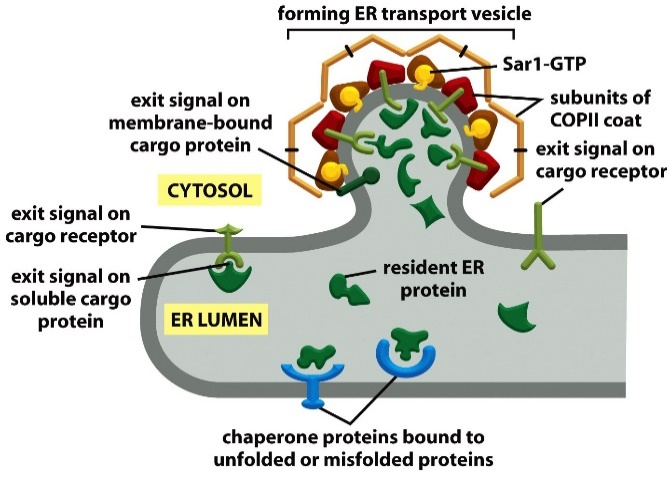 forming ER transport vesicle
Sar1-GTP
subunits of
COPII coat
exit signal on
membrane-bound
cargo protein
exit signal on
cargo receptor
CYTOSOL
exit signal on
cargo receptor
exit signal on
soluble cargo
protein
resident ER
protein
ER LUMEN
chaperone proteins bound to
unfolded or misfolded proteins